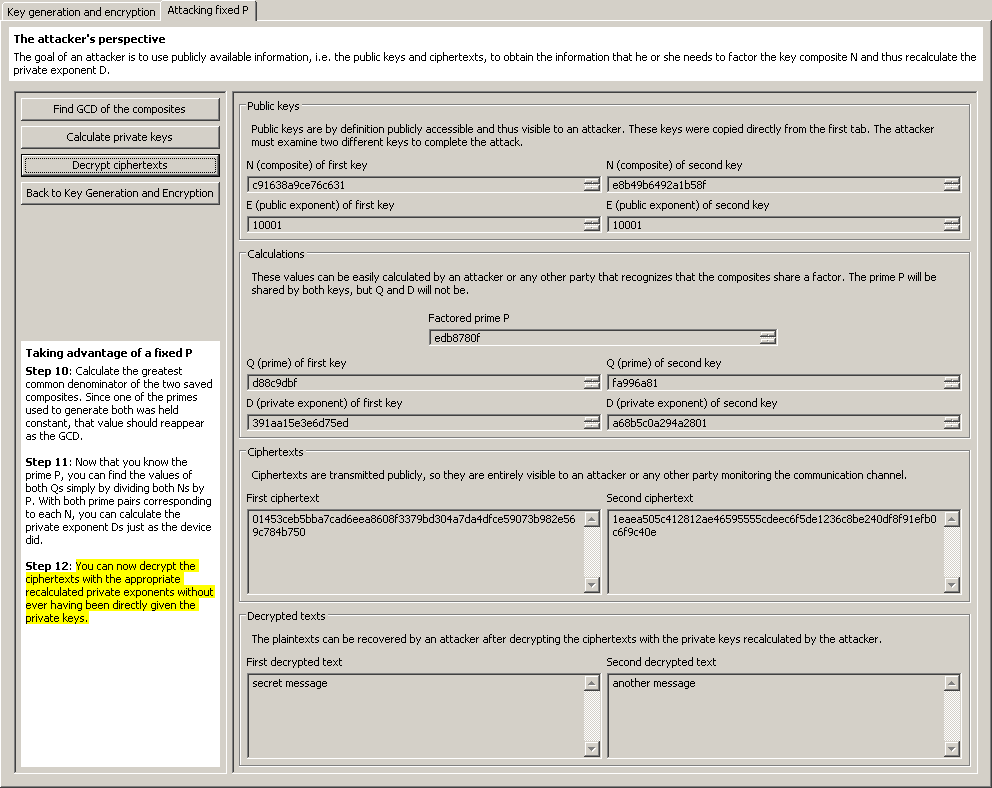 Key generation and encryption
Attacking fixed P
The attacker's perspective
The goal of an attacker is to use publicly available information, i.e. the public keys and ciphertexts, to obtain the information that he or she needs to factor the key composite N and thus recalculate the
private exponent D.
Find GCD of the composites
Calculate private keys
Decrypt ciphertexts
Back to Key Generation and Encryption
Taking advantage of a fixed P
Step 10: Calculate the greatest
common denominator of the two saved
composites. Since one of the primes
used to generate both was held
constant, that value should reappear
as the GCD.
Step 11: Now that you know the
prime P, you can find the values of
both Qs simply by dividing both Ns by
P. With both prime pairs corresponding
to each N, you can calculate the
private exponent Ds just as the device
did.
Step 12: You can now decrypt the
ciphertexts with the appropriate
recalculated private exponents without
ever having been directly given the
private keys.
Public keys
Public keys are by definition publicly accessible and thus visible to an attacker. These keys were copied directly from the first tab. The attacker
must examine two different keys to complete the attack.
N (composite) of first key
N (composite) of second key
c91638a9ce76c631
e8b49b6492a1b58f
E (public exponent) of first key
E (public exponent) of second key
10001
10001
Calculations
These values can be easily calculated by an attacker or any other party that recognizes that the composites share a factor. The prime P will be
shared by both keys, but Q and D will not be.
Factored prime P
edb8780f
Q (prime) of first key
Q (prime) of second key
d88c9dbf
fa996a81
D (private exponent) of first key
D (private exponent) of second key
391aa15e3e6d75ed
a68b5c0a294a2801
Ciphertexts
Ciphertexts are transmitted publicly, so they are entirely visible to an attacker or any other party monitoring the communication channel.
First ciphertext
Second ciphertext
01453ceb5bba7cad6eea8608f3379bd304a7da4dfce59073b982e56
9c784b750
1eaea505c412812ae46595555cdeec6f5de1236c8be240df8f91efb0
c6f9c40e
Decrypted texts
The plaintexts can be recovered by an attacker after decrypting the ciphertexts with the private keys recalculated by the attacker.
First decrypted text
Second decrypted text
secret message
another message